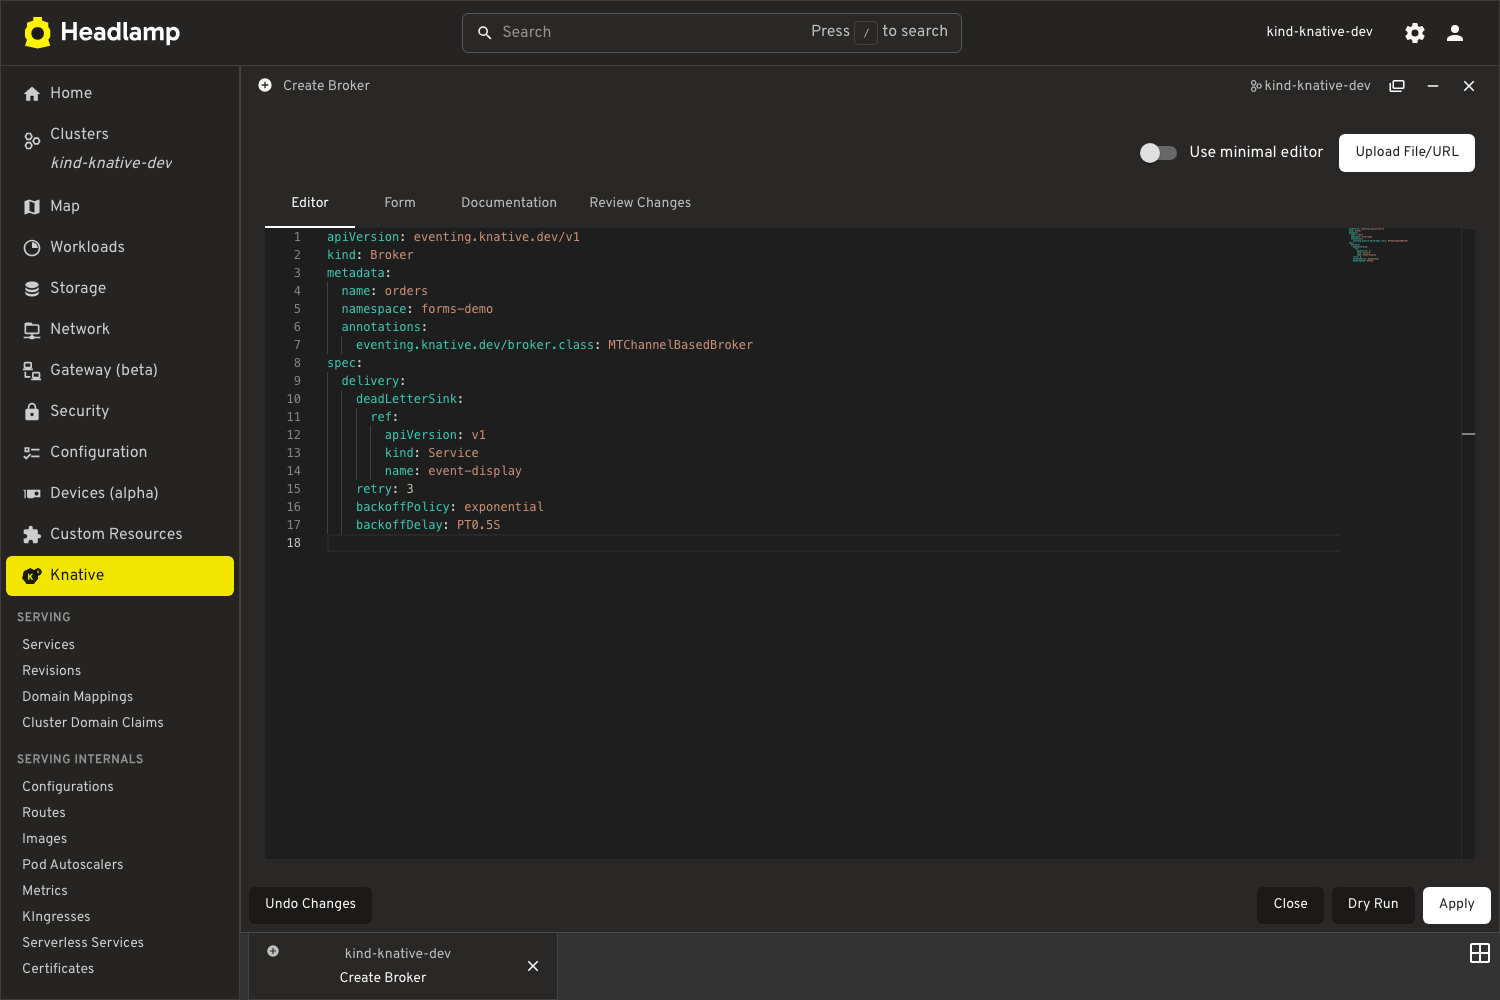 Headlamp
Search
Press / to search
kind-knative-dev
Home
Clusters
kind-knative-dev
Map
Workloads
Storage
Network
Gateway (beta)
Security
Configuration
Devices (alpha)
Custom Resources
Knative
SERVING
Services
Revisions
Domain Mappings
Cluster Domain Claims
SERVING INTERNALS
Configurations
Routes
Images
Pod Autoscalers
Metrics
KIngresses
Serverless Services
Certificates
Create Broker
kind-knative-dev
Use minimal editor
Upload File/URL
Editor Form Documentation Review Changes
1 apiVersion: eventing.knative.dev/v1
2 kind: Broker
3 metadata:
4 name: orders
5 namespace: forms-demo
6 annotations:
7 eventing.knative.dev/broker.class: MTChannelBasedBroker
8 spec:
9 delivery:
10 deadLetterSink:
11 ref:
12 apiVersion: v1
13 kind: Service
14 name: event-display
15 retry: 3
16 backoffPolicy: exponential
17 backoffDelay: PT0.5S
18
Undo Changes
Close
Dry Run
Apply
kind-knative-dev
Create Broker